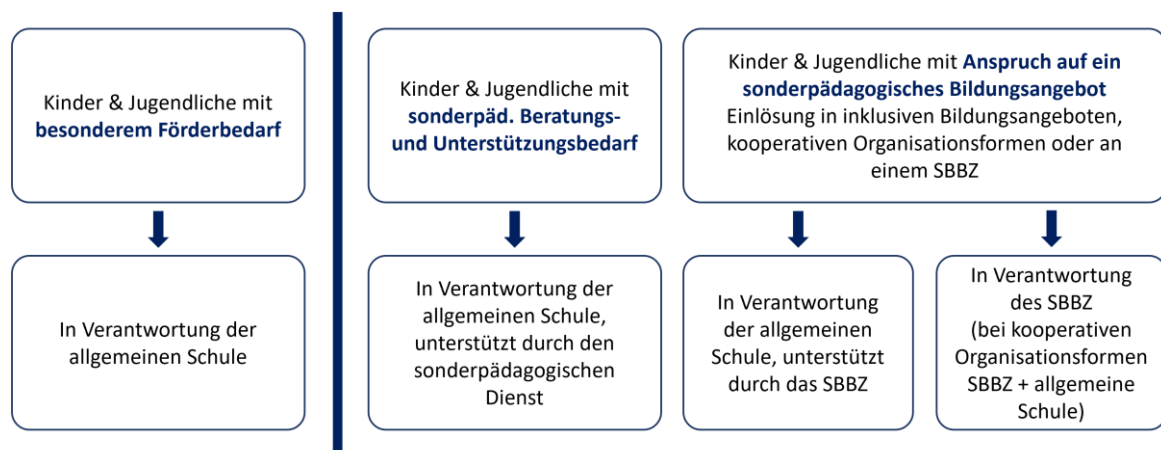 Kinder & Jugendliche mit
besonderem Förderbedarf
Kinder & Jugendliche mit
sonderpäd. Beratungs-
und Unterstützungsbedarf
Kinder & Jugendliche mit Anspruch auf ein
sonderpädagogisches Bildungsangebot
Einlösung in inklusiven Bildungsangeboten,
kooperativen Organisationsformen oder an
einem SBBZ
In Verantwortung der
allgemeinen Schule
In Verantwortung der
allgemeinen Schule,
unterstützt durch den
sonderpädagogischen
Dienst
In Verantwortung
der allgemeinen
Schule, unterstützt
durch das SBBZ
In Verantwortung
des SBBZ
(bei kooperativen
Organisationsformen
SBBZ + allgemeine
Schule)